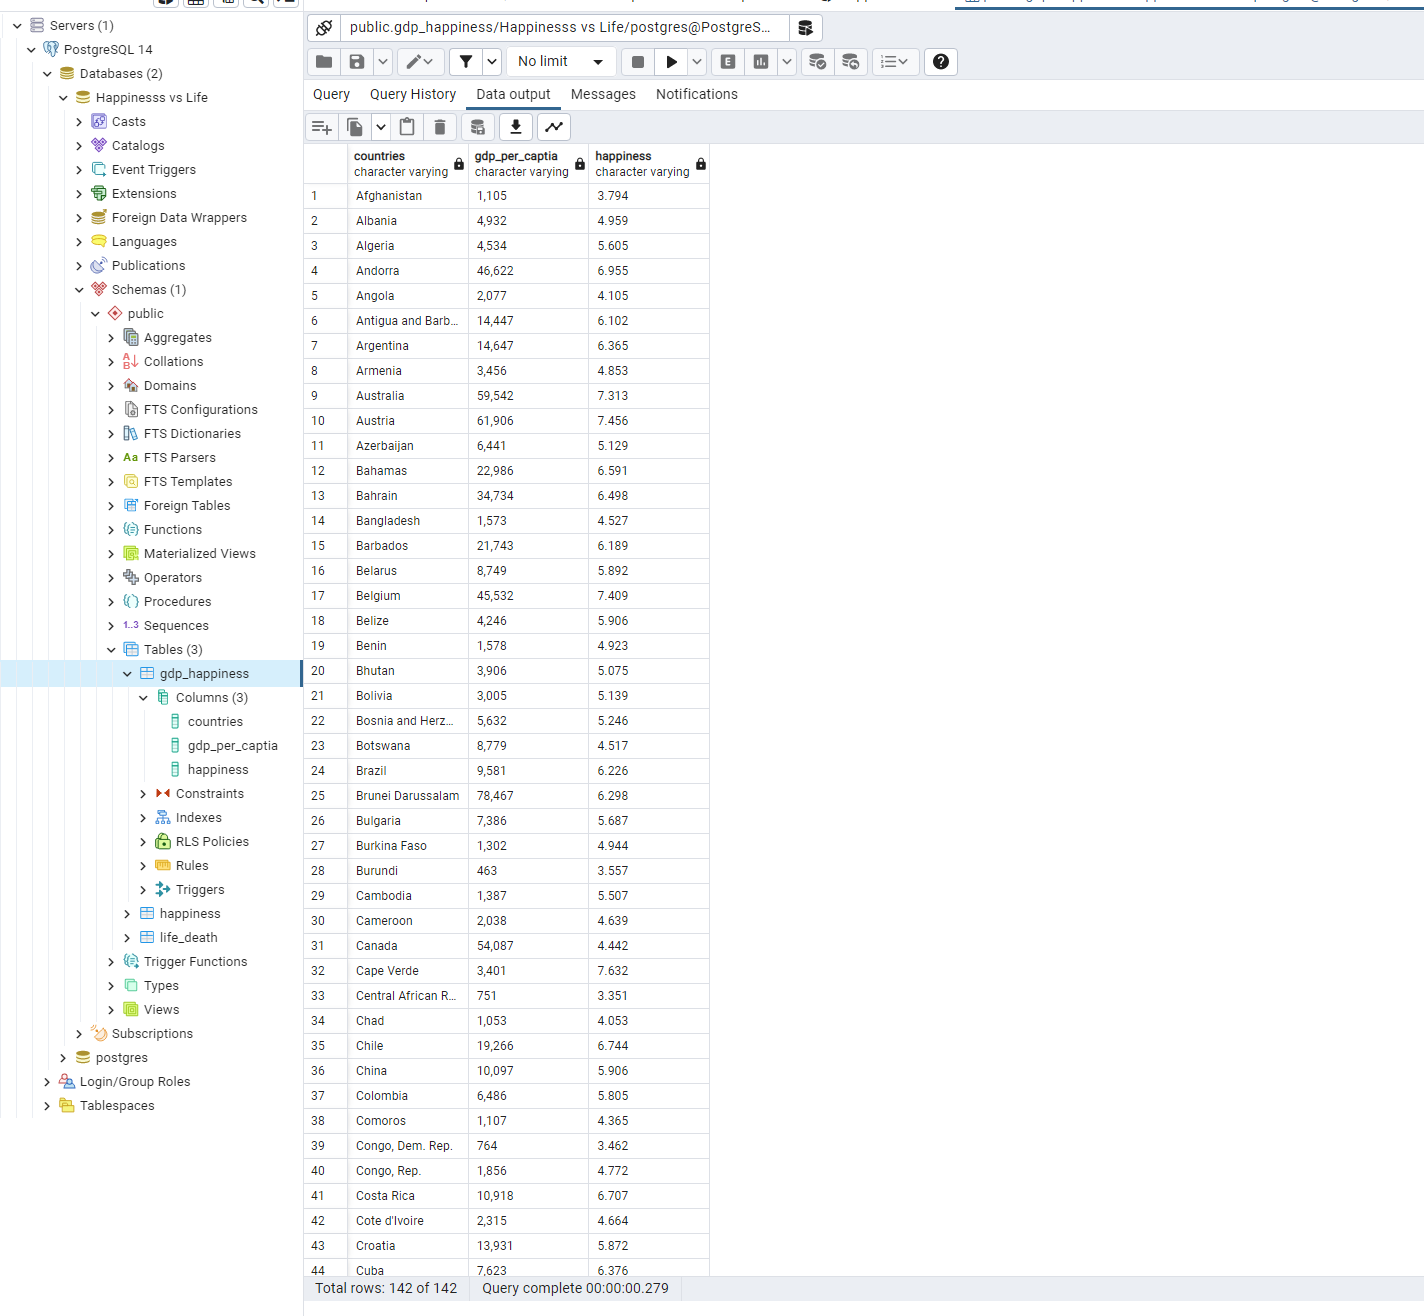 Servers (1)
PostgreSQL 14
Databases (2)
Happinesss vs Life
Casts
Catalogs
Event Triggers
Extensions
Foreign Data Wrappers
Languages
Publications
Schemas (1)
public
Aggregates
Collations
Domains
FTS Configurations
FTS Dictionaries
Aa FTS Parsers
FTS Templates
Foreign Tables
Functions
Materialized Views
Operators
Procedures
1..3 Sequences
Tables (3)
gdp_happiness
Columns (3)
countries
gdp_per_captia
happiness
Constraints
Indexes
RLS Policies
Rules
Triggers
happiness
life_death
Trigger Functions
Types
Views
Subscriptions
postgres
Login/Group Roles
Tablespaces
public.gdp_happiness/Happinesss vs Life/postgres@PostgreS...
No limit
E
Query Query History Data output Messages Notifications
countries gdp_per_captia happiness
character varying character varying character varying
1 Afghanistan 1,105 3.794
2 Albania 4,932 4.959
3 Algeria 4,534 5.605
4 Andorra 46,622 6.955
5 Angola 2,077 4.105
6 Antigua and Barb... 14,447 6.102
7 Argentina 14,647 6.365
8 Armenia 3,456 4.853
9 Australia 59,542 7.313
10 Austria 61,906 7.456
11 Azerbaijan 6,441 5.129
12 Bahamas 22,986 6.591
13 Bahrain 34,734 6.498
14 Bangladesh 1,573 4.527
15 Barbados 21,743 6.189
16 Belarus 8,749 5.892
17 Belgium 45,532 7.409
18 Belize 4,246 5.906
19 Benin 1,578 4.923
20 Bhutan 3,906 5.075
21 Bolivia 3,005 5.139
22 Bosnia and Herz... 5,632 5.246
23 Botswana 8,779 4.517
24 Brazil 9,581 6.226
25 Brunei Darussalam 78,467 6.298
26 Bulgaria 7,386 5.687
27 Burkina Faso 1,302 4.944
28 Burundi 463 3.557
29 Cambodia 1,387 5.507
30 Cameroon 2,038 4.639
31 Canada 54,087 4.442
32 Cape Verde 3,401 7.632
33 Central African R... 751 3.351
34 Chad 1,053 4.053
35 Chile 19,266 6.744
36 China 10,097 5.906
37 Colombia 6,486 5.805
38 Comoros 1,107 4.365
39 Congo, Dem. Rep. 764 3.462
40 Congo, Rep. 1,856 4.772
41 Costa Rica 10,918 6.707
42 Cote d'Ivoire 2,315 4.664
43 Croatia 13,931 5.872
44 Cuba 7,623 6.376
Total rows: 142 of 142 Query complete 00:00:00.279